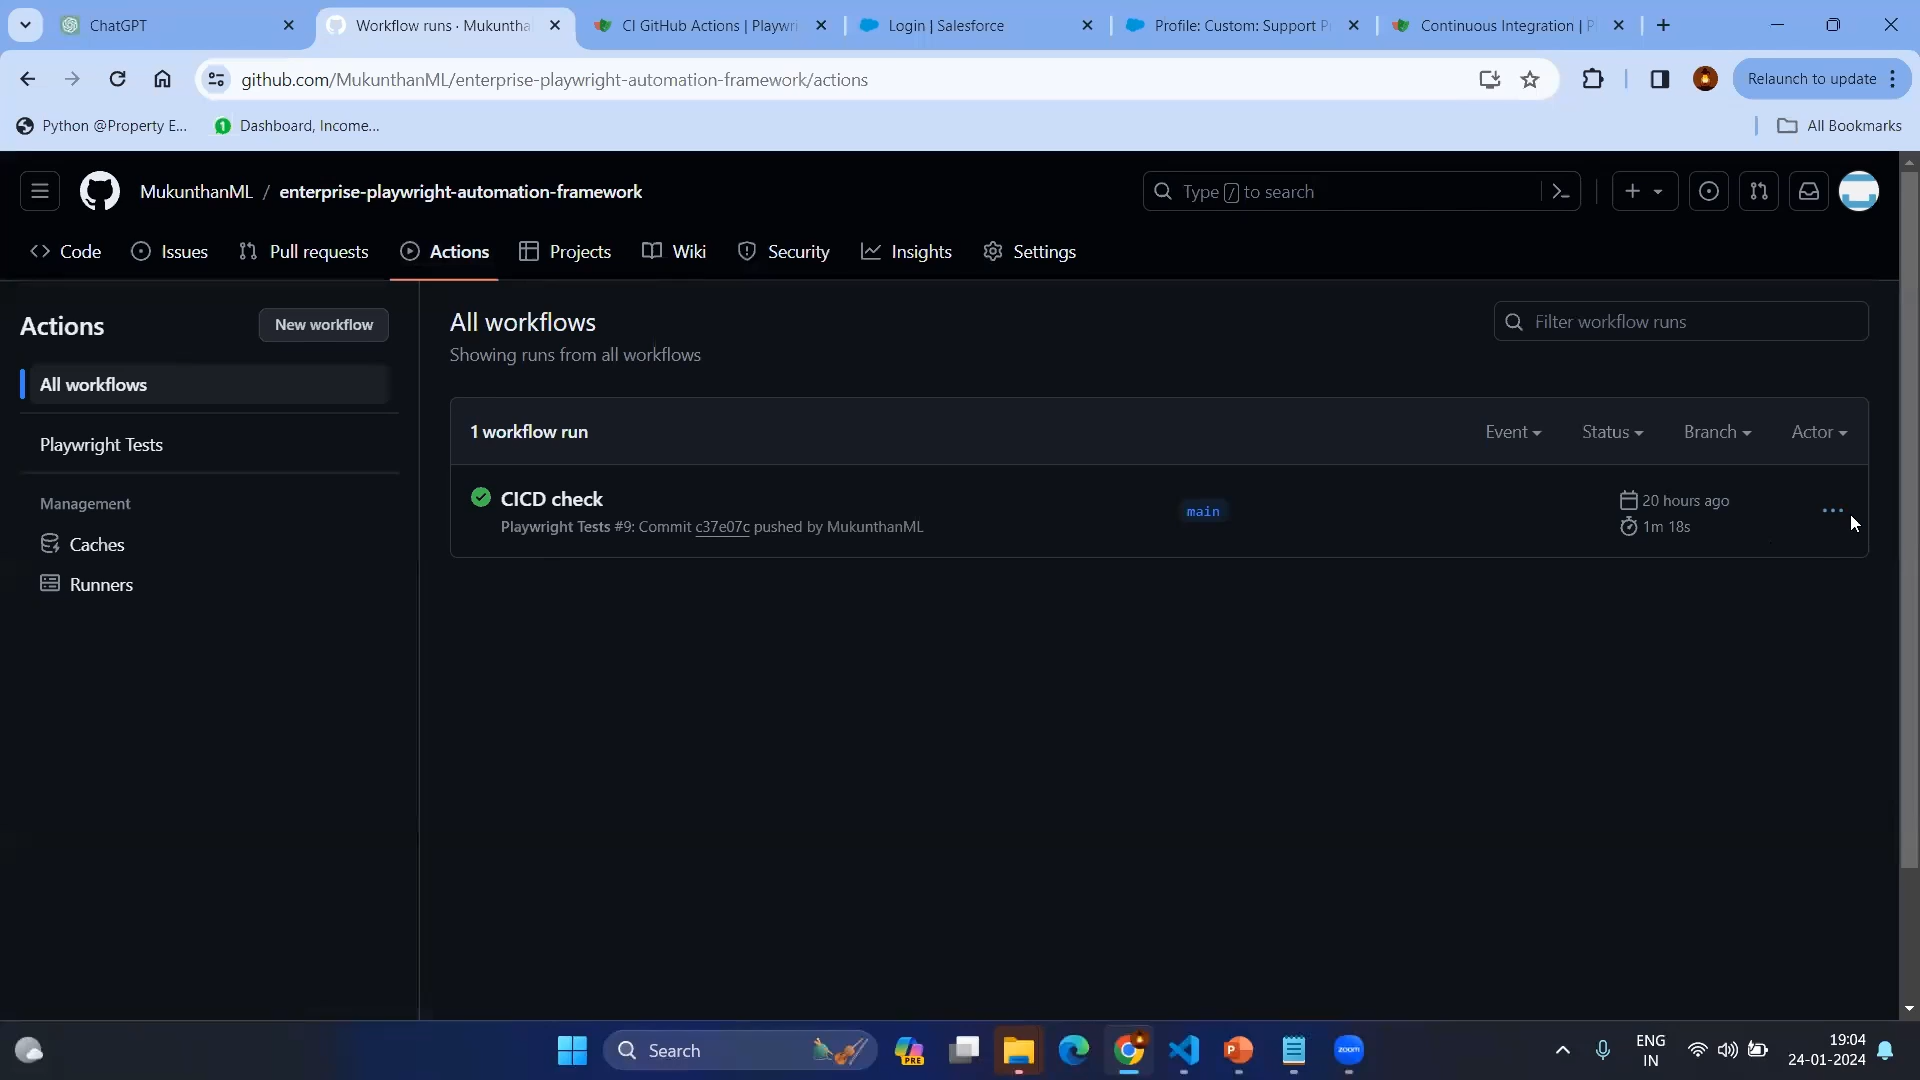 ChatGPT
Workflow runs · Mukuntha
CI GitHub Actions | Playwr
Login | Salesforce
Profile: Custom: Support P
Continuous Integration | P
github.com/MukunthanML/enterprise-playwright-automation-framework/actions
Relaunch to update
Python @Property E...
Dashboard, Income...
All Bookmarks
MukunthanML / enterprise-playwright-automation-framework
Type / to search
Code
Issues
Pull requests
Actions
Projects
Wiki
Security
Insights
Settings
Actions
New workflow
All workflows
Playwright Tests
Management
Caches
Runners
All workflows
Showing runs from all workflows
Filter workflow runs
1 workflow run
Event
Status
Branch
Actor
CICD check
Playwright Tests #9: Commit c37e07c pushed by MukunthanML
main
20 hours ago
1m 18s
Search
PRE
zoom
ENG
IN
19:04
24-01-2024